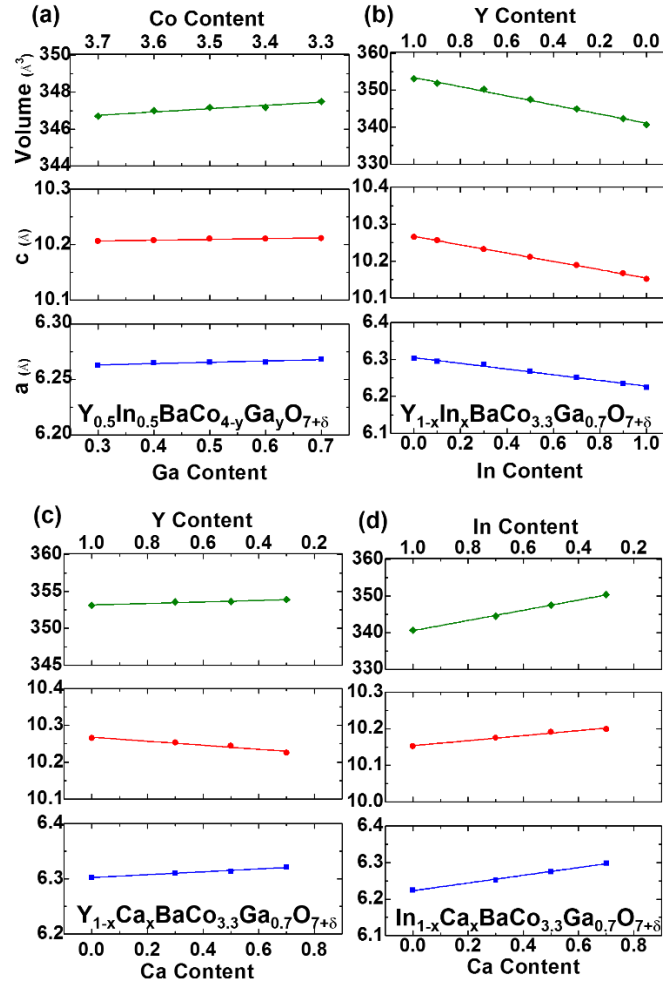 (a) Co Content
3.7 3.6 3.5 3.4 3.3
Volume (Å³)
350
348
346
344
c (Å)
10.3
10.2
10.1
a (Å)
6.30
6.25
6.20
Y0.5In0.5BaCo4-yGayO7+δ
0.3 0.4 0.5 0.6 0.7
Ga Content
(b) Y Content
1.0 0.8 0.6 0.4 0.2 0.0
360
350
340
330
10.4
10.3
10.2
10.1
6.4
6.3
6.2
6.1
Y1-xInxBaCo3.3Ga0.7O7+δ
0.0 0.2 0.4 0.6 0.8 1.0
In Content
(c) Y Content
1.0 0.8 0.6 0.4 0.2
360
355
350
345
10.4
10.3
10.2
10.1
6.4
6.3
6.2
Y1-xCaxBaCo3.3Ga0.7O7+δ
0.0 0.2 0.4 0.6 0.8
Ca Content
(d) In Content
1.0 0.8 0.6 0.4 0.2
360
350
340
330
10.3
10.2
10.1
10.0
6.4
6.3
6.2
6.1
In1-xCaxBaCo3.3Ga0.7O7+δ
0.0 0.2 0.4 0.6 0.8
Ca Content